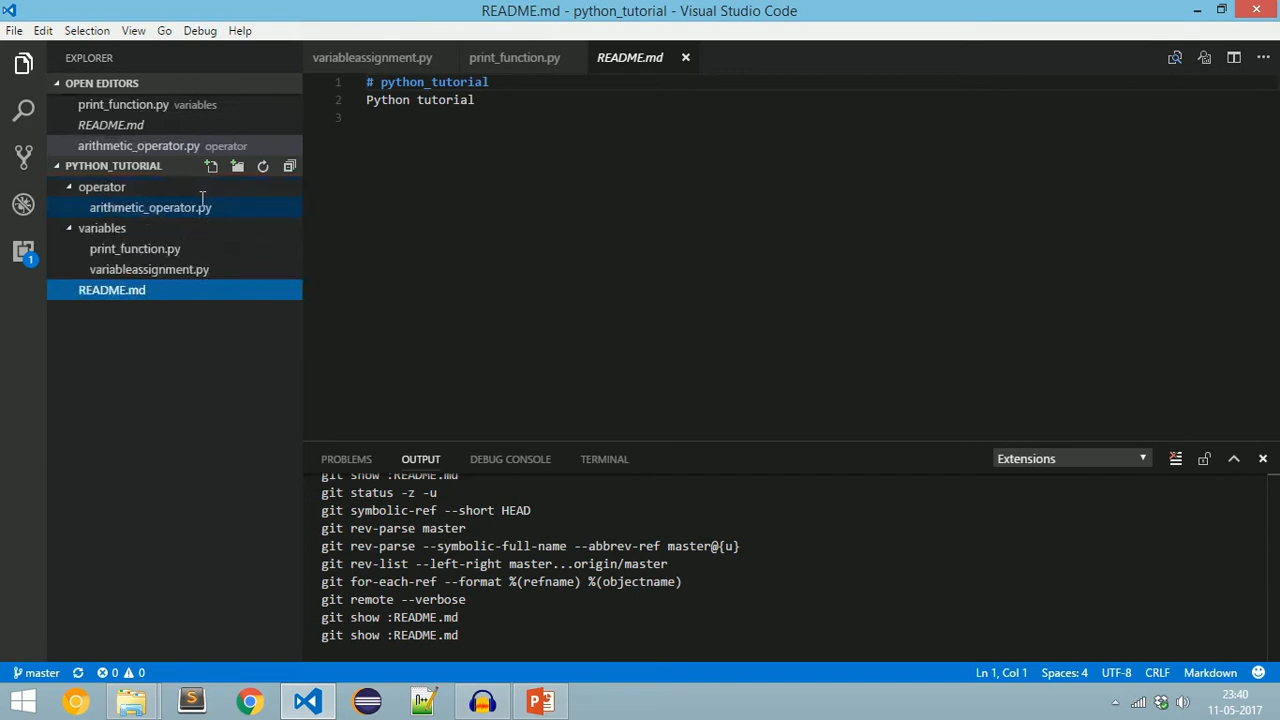 README.md - python_tutorial - Visual Studio Code
File Edit Selection View Go Debug Help
EXPLORER
variableassignment.py print_function.py README.md
OPEN EDITORS
print_function.py variables
README.md
arithmetic_operator.py operator
PYTHON_TUTORIAL
operator
arithmetic_operator.py
variables
print_function.py
variableassignment.py
README.md
1
1 # python_tutorial
2 Python tutorial
3
PROBLEMS OUTPUT DEBUG CONSOLE TERMINAL Extensions
git show :README.md
git status -z -u
git symbolic-ref --short HEAD
git rev-parse master
git rev-parse --symbolic-full-name --abbrev-ref master@{u}
git rev-list --left-right master...origin/master
git for-each-ref --format %(refname) %(objectname)
git remote --verbose
git show :README.md
git show :README.md
master 0 0 Ln 1, Col 1 Spaces: 4 UTF-8 CRLF Markdown
23:40
11-05-2017